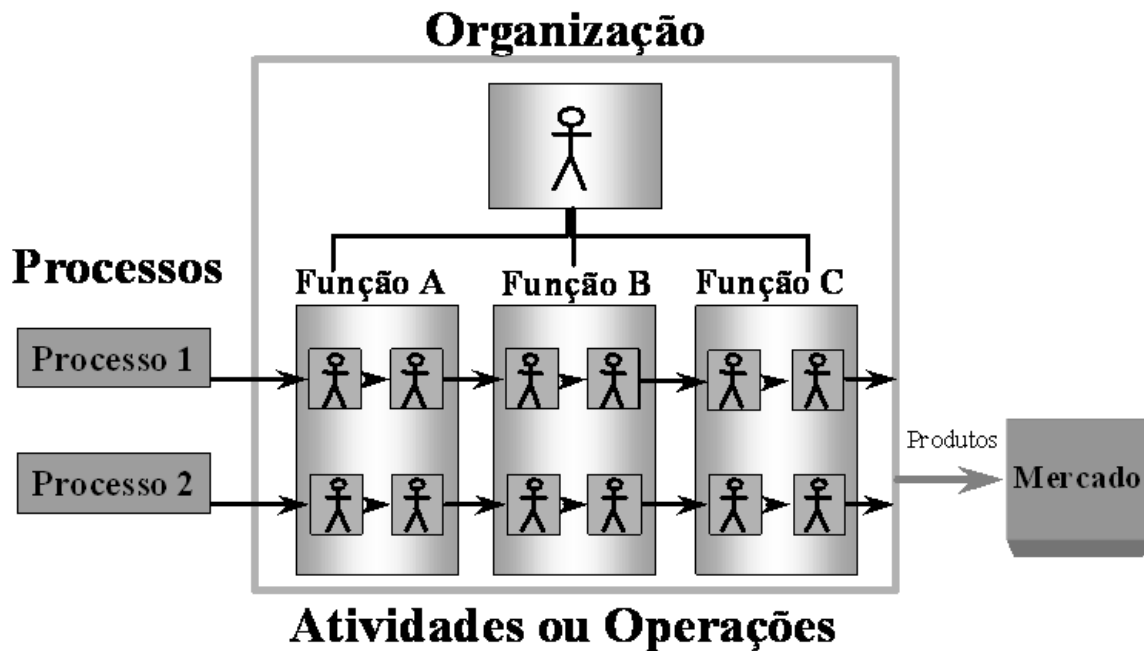 Organização
Processos
Função A
Função B
Função C
Processo 1
Processo 2
Produtos
Mercado
Atividades ou Operações